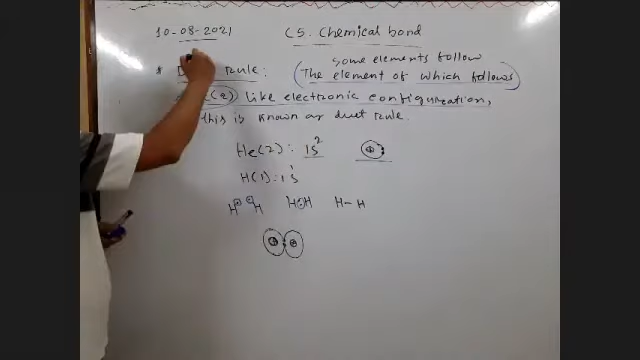 10-08-2021
C5. Chemical bond
some elements follow
* rule: (The element of which follows)
(2) like electronic configuration,
this is known as duet rule.
He(2): 1s²
H(1): 1s¹
H H H:H H-H